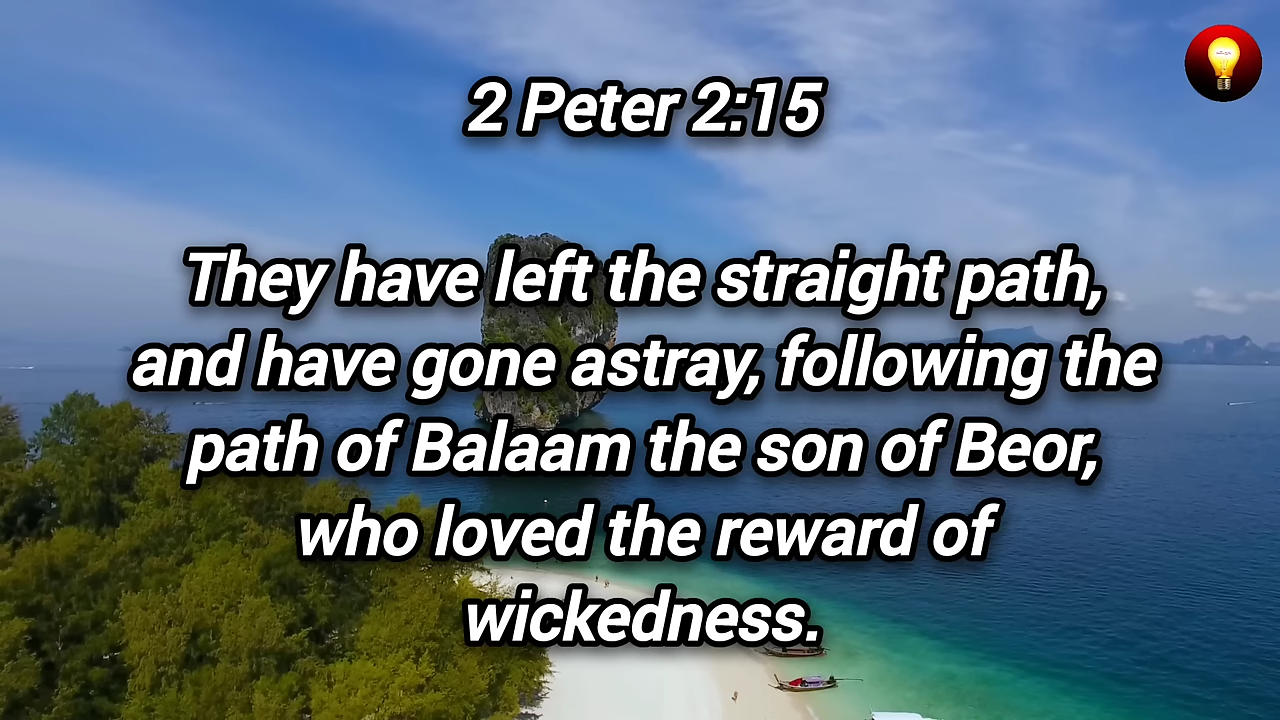 2 Peter 2:15
They have left the straight path,
and have gone astray, following the
path of Balaam the son of Beor,
who loved the reward of
wickedness.